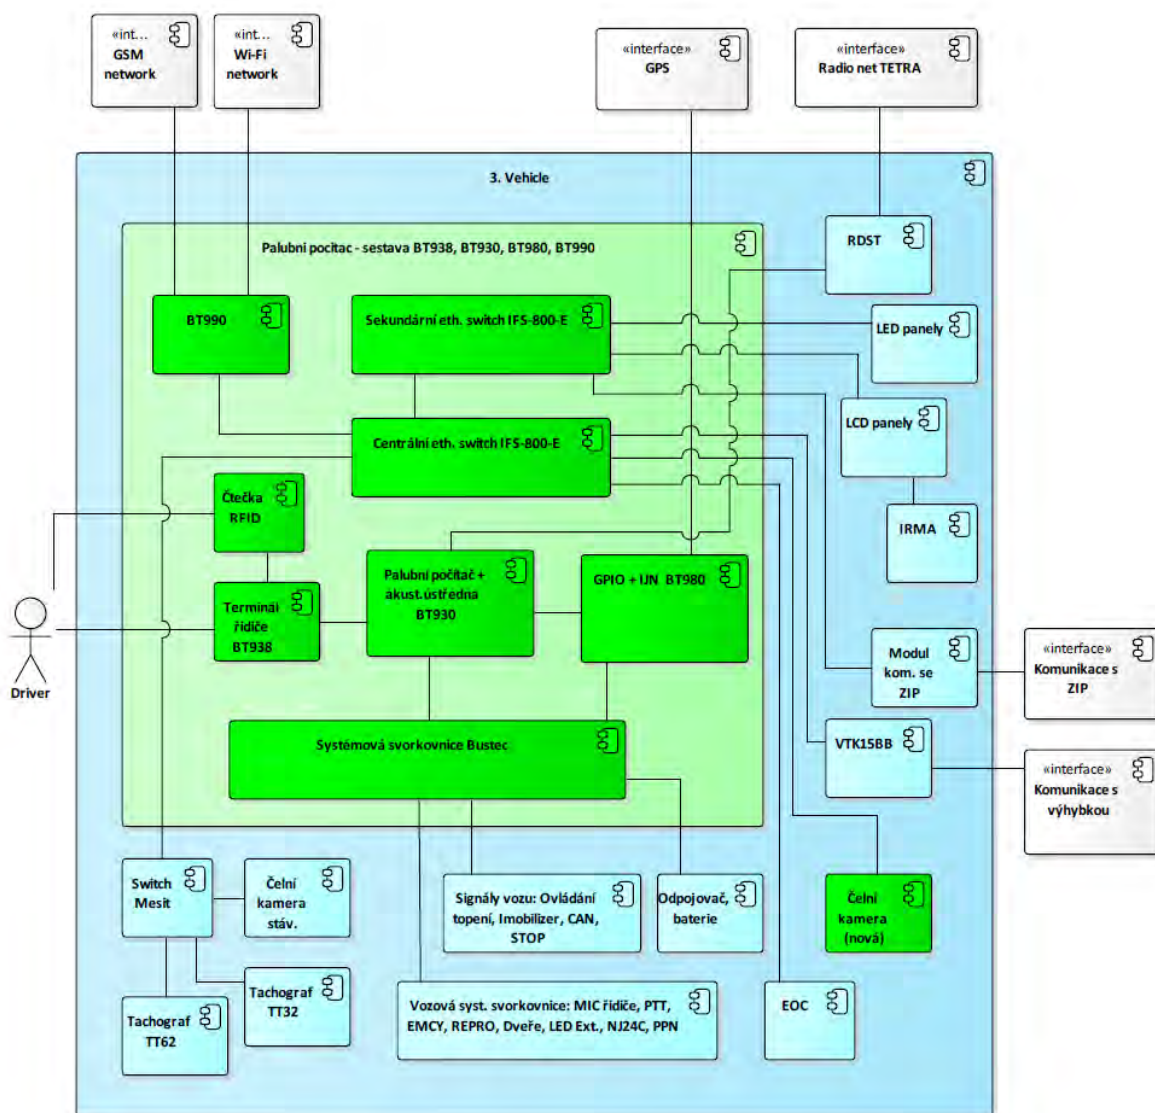 «int...
GSM
network
«int...
Wi-Fi
network
«interface»
GPS
«interface»
Radio net TETRA
3. Vehicle
Palubni pocitac - sestava BT938, BT930, BT980, BT990
RDST
BT990
Sekundární eth. switch IFS-800-E
LED panely
LCD panely
Centrální eth. switch IFS-800-E
Čtečka
RFID
IRMA
Palubní počítač +
akust.ústředna
BT930
GPIO + IJN BT980
Terminál
řidiče
BT938
Driver
Modul
kom. se
ZIP
«interface»
Komunikace s
ZIP
Systémová svorkovnice Bustec
VTK15BB
«interface»
Komunikace s
výhybkou
Switch
Mesit
Čelní
kamera
stáv.
Signály vozu: Ovládání
topení, Imobilizer, CAN,
STOP
Odpojovač,
baterie
Čelní
kamera
(nová)
Tachograf
TT62
Tachograf
TT32
Vozová syst. svorkovnice: MIC řidiče, PTT,
EMCY, REPRO, Dveře, LED Ext., NJ24C, PPN
EOC